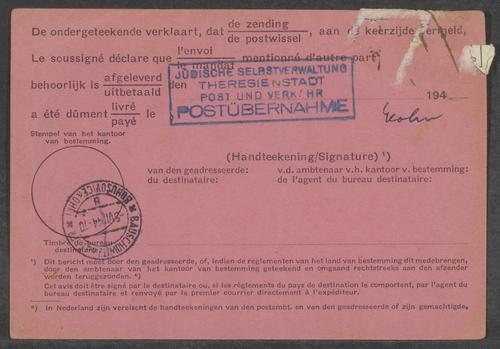 De ondergeteekende verklaart, dat de zending / de postwissel , aan de keerzijde vermeld,
Le soussigné déclare que l'envoi / le mandat mentionné d'autre part
behoorlijk is afgeleverd / uitbetaald den
194
a été dûment livré / payé le
JÜDISCHE SELBSTVERWALTUNG
THERESIENSTADT
POST UND VERKEHR
POSTÜBERNAHME
Stempel van het kantoor
van bestemming.
(Handteekening/Signature) ¹)
van den geadresseerde:
du destinataire:
v.d. ambtenaar v.h. kantoor v. bestemming:
de l'agent du bureau destinataire:
Timbre du bureau
destinataire.
¹) Dit bericht moet door den geadresseerde, of, indien de reglementen van het land van bestemming dit medebrengen,
door den ambtenaar van het kantoor van bestemming geteekend en omgaand rechtstreeks aan den afzender
worden teruggezonden. *)
Cet avis doit être signé par le destinataire ou, si les règlements du pays de destination le comportent, par l'agent du
bureau destinataire et renvoyé par le premier courrier directement à l'expéditeur.
*) In Nederland zijn vereischt de handteekeningen van den postambt. en van den geadresseerde of zijn gemachtigde.